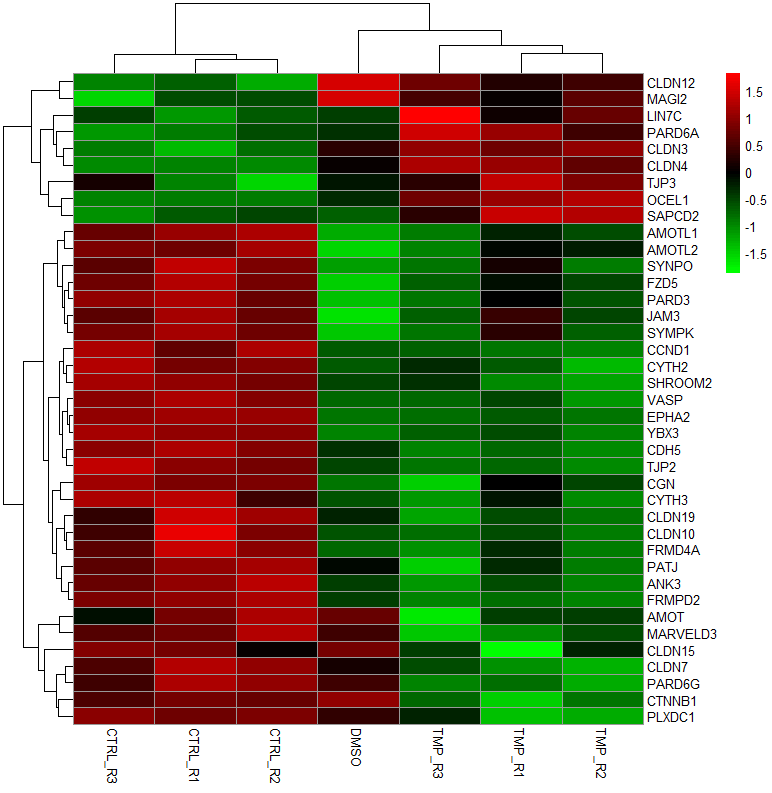 CLDN12
MAGI2
LIN7C
PARD6A
CLDN3
CLDN4
TJP3
OCEL1
SAPCD2
AMOTL1
AMOTL2
SYNPO
FZD5
PARD3
JAM3
SYMPK
CCND1
CYTH2
SHROOM2
VASP
EPHA2
YBX3
CDH5
TJP2
CGN
CYTH3
CLDN19
CLDN10
FRMD4A
PATJ
ANK3
FRMPD2
AMOT
MARVELD3
CLDN15
CLDN7
PARD6G
CTNNB1
PLXDC1
1.5
1
0.5
0
-0.5
-1
-1.5
CTRL_R3
CTRL_R1
CTRL_R2
DMSO
TMP_R3
TMP_R1
TMP_R2